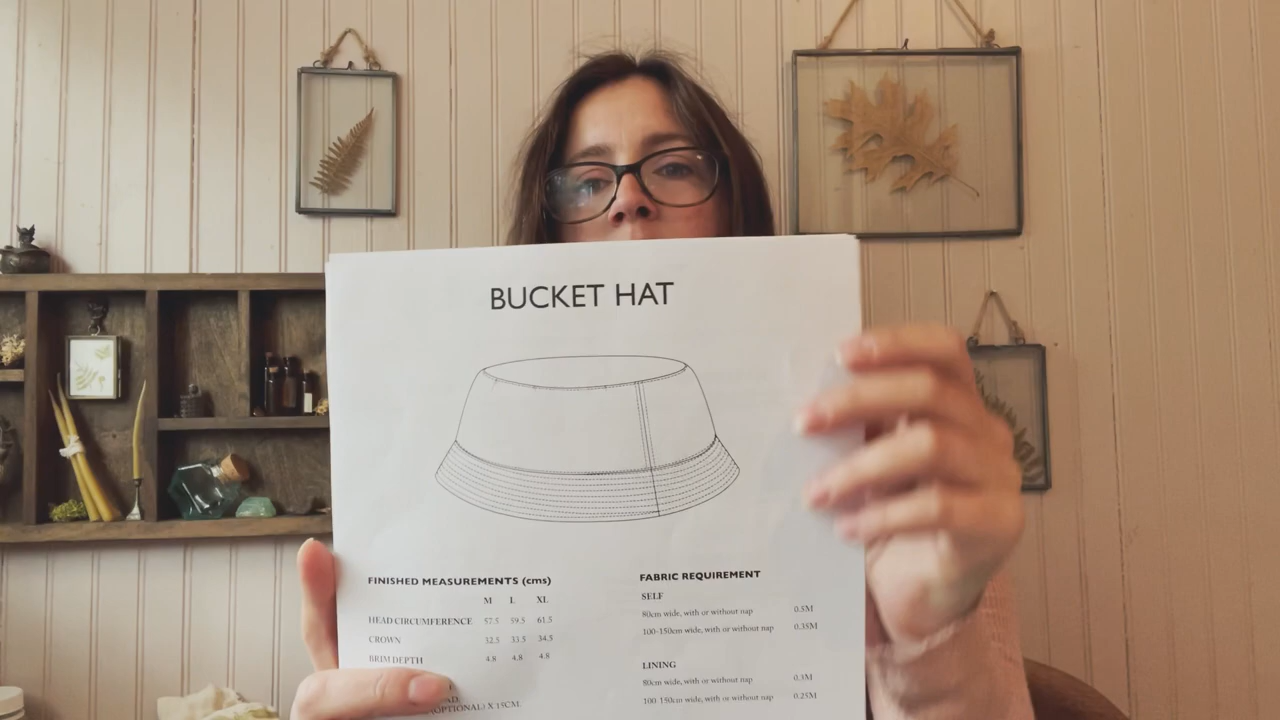 BUCKET HAT
FINISHED MEASUREMENTS (cms)
M L XL
HEAD CIRCUMFERENCE 57.5 59.5 61.5
CROWN 32.5 33.5 34.5
BRIM DEPTH 4.8 4.8 4.8
(OPTIONAL) X 15CM.
FABRIC REQUIREMENT
SELF
80cm wide, with or without nap 0.5M
100-150cm wide, with or without nap 0.35M
LINING
80cm wide, with or without nap 0.3M
100-150cm wide, with or without nap 0.25M